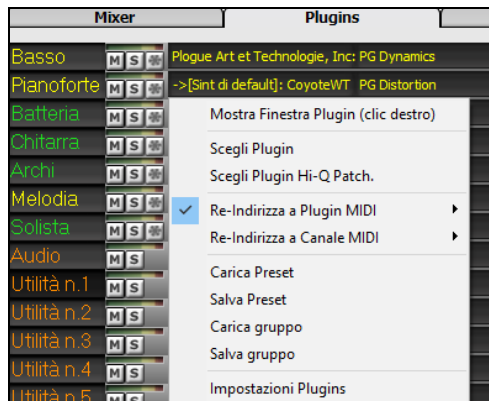 Mixer Plugins
Basso M S Plogue Art et Technologie, Inc: PG Dynamics
Pianoforte M S ->[Sint di default]: CoyoteWT PG Distortion
Batteria M S Mostra Finestra Plugin (clic destro)
Chitarra M S Scegli Plugin
Archi M S Scegli Plugin Hi-Q Patch.
Melodia M S Re-Indirizza a Plugin MIDI
Solista M S Re-Indirizza a Canale MIDI
Audio M S Carica Preset
Utilità n.1 M S Salva Preset
Utilità n.2 M S Carica gruppo
Utilità n.3 M S Salva gruppo
Utilità n.4 M S
Utilità n.5 M S Impostazioni Plugins